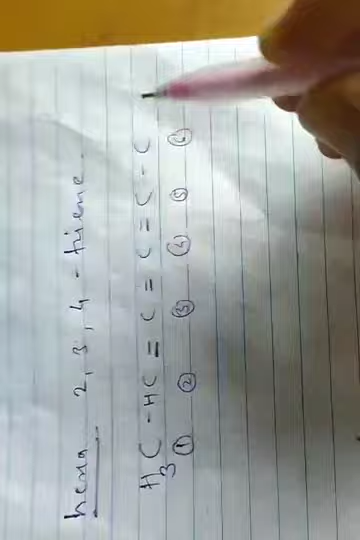 hexa 2, 3, 4 - triene
H3C - HC = C = C = C - C
① ② ③ ④ ⑤ ⑥